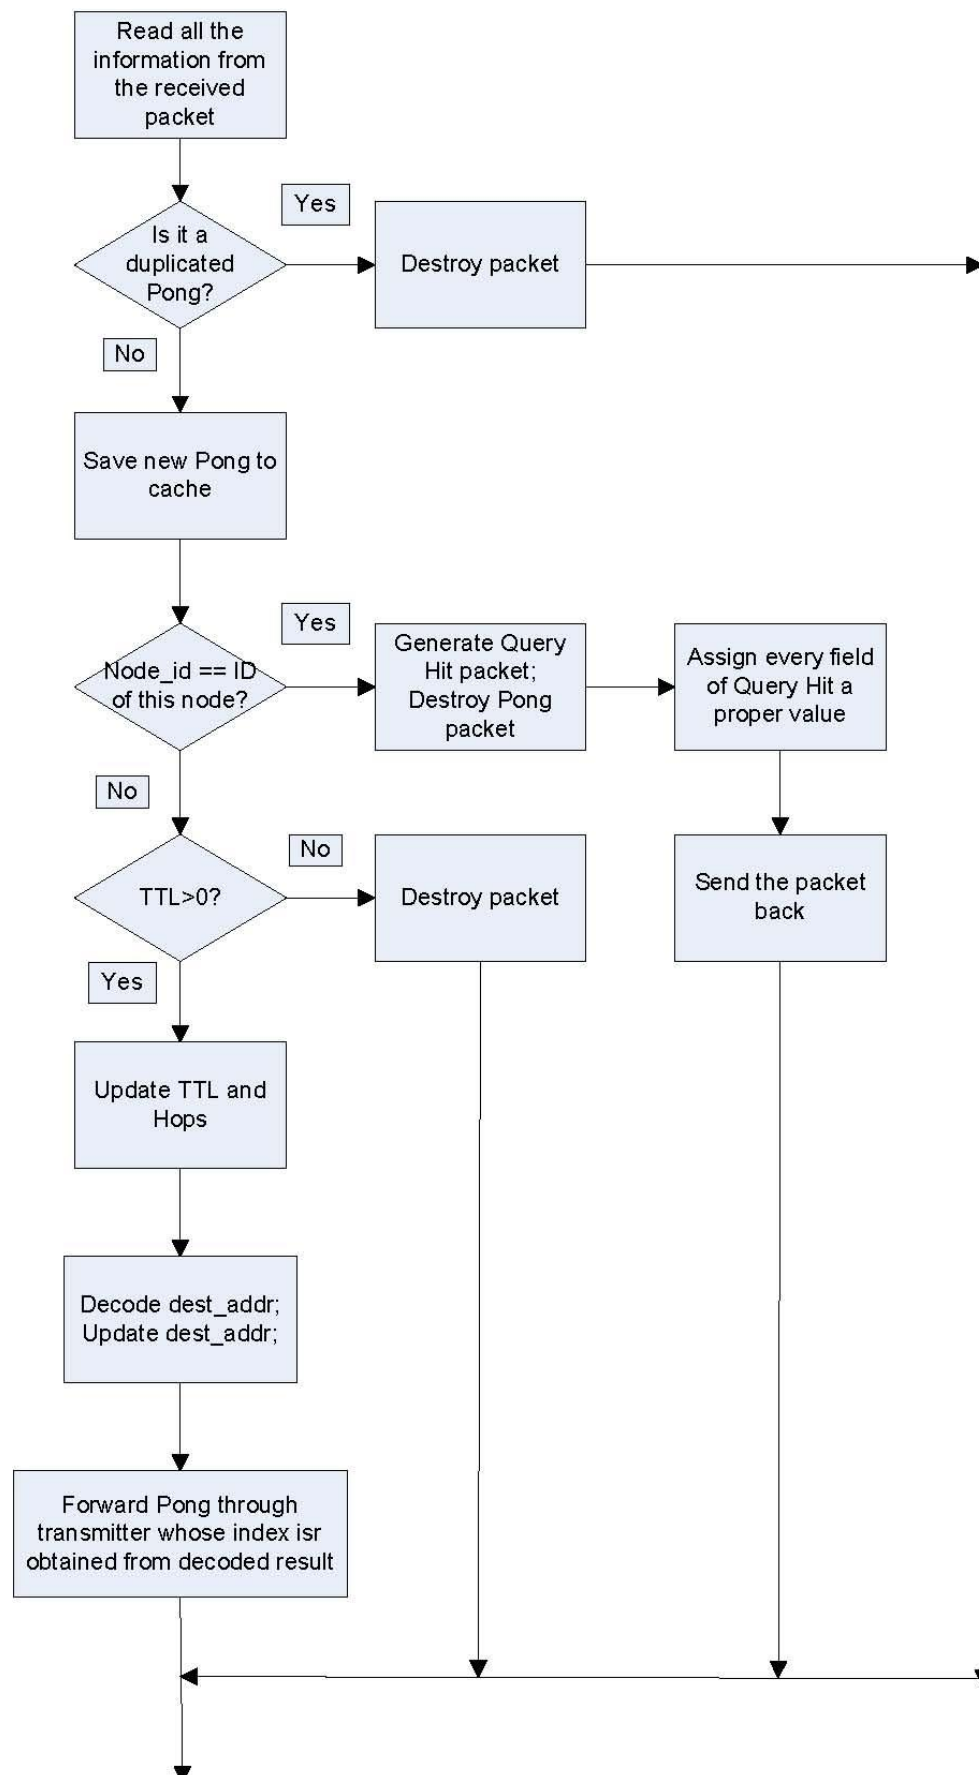 Read all the
information from
the received
packet
Yes
Is it a
duplicated
Pong?
Destroy packet
No
Save new Pong to
cache
Yes
Node_id == ID
of this node?
Generate Query
Hit packet;
Destroy Pong
packet
Assign every field
of Query Hit a
proper value
No
No
TTL>0?
Destroy packet
Send the packet
back
Yes
Update TTL and
Hops
Decode dest_addr;
Update dest_addr;
Forward Pong through
transmitter whose index isr
obtained from decoded result